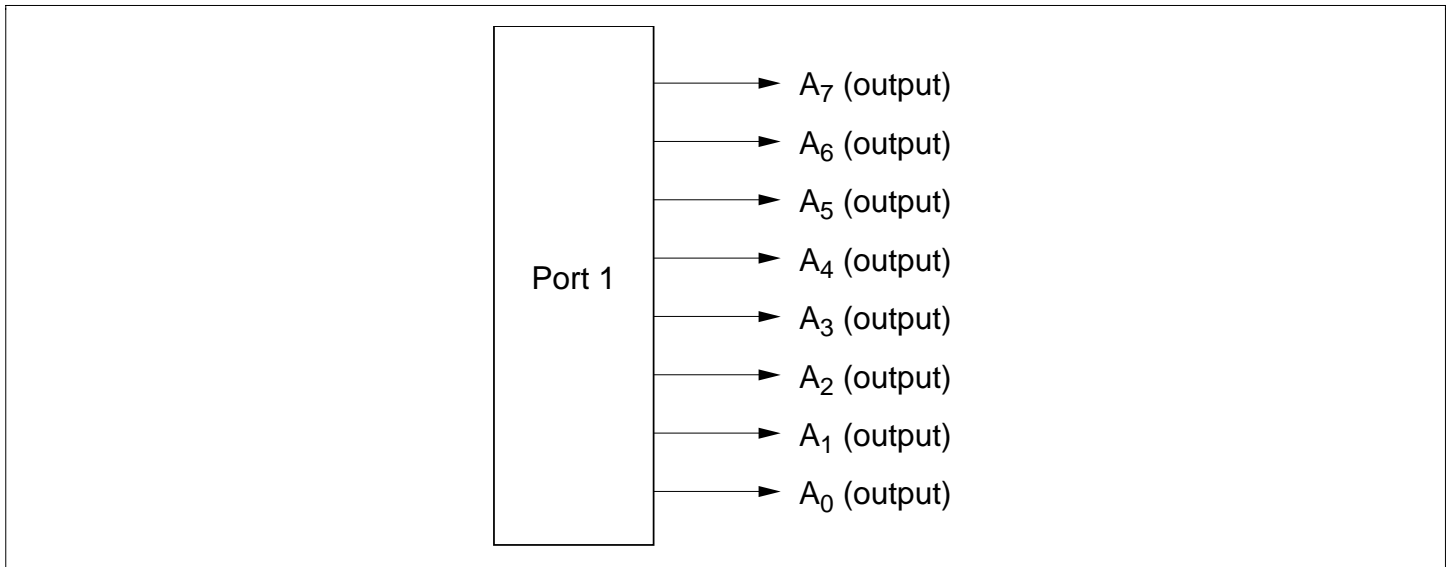 A7 (output)
A6 (output)
A5 (output)
A4 (output)
Port 1
A3 (output)
A2 (output)
A1 (output)
A0 (output)